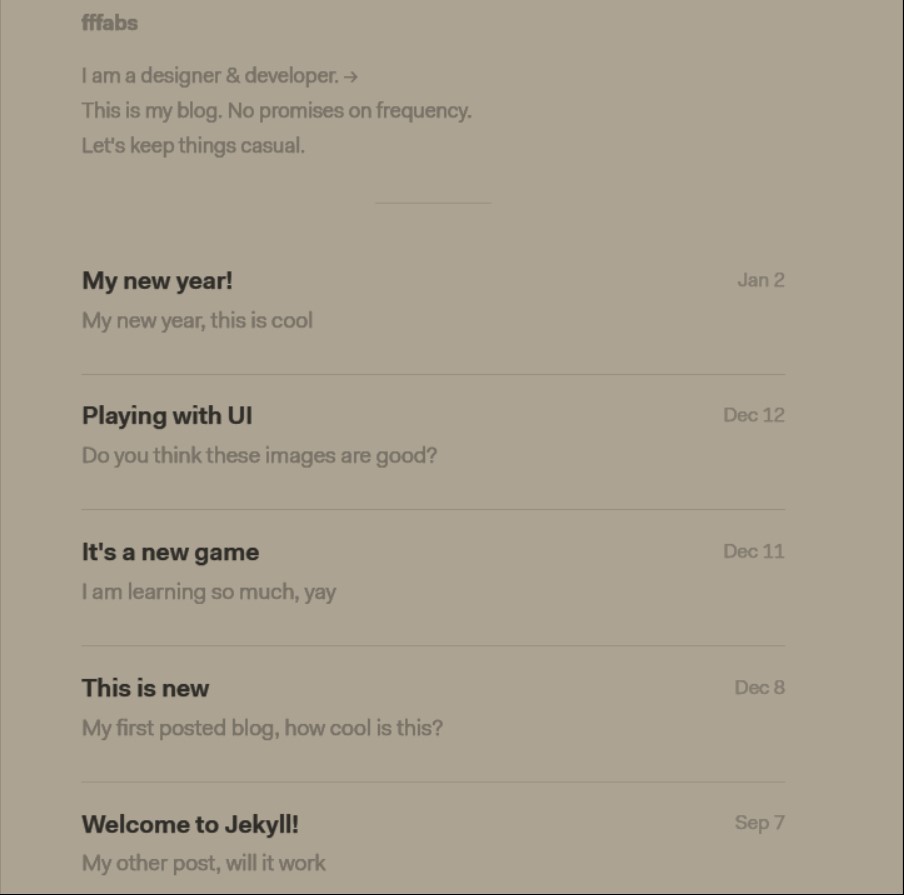 fffabs
I am a designer & developer. →
This is my blog. No promises on frequency.
Let's keep things casual.
My new year!
Jan 2
My new year, this is cool
Playing with UI
Dec 12
Do you think these images are good?
It's a new game
Dec 11
I am learning so much, yay
This is new
Dec 8
My first posted blog, how cool is this?
Welcome to Jekyll!
Sep 7
My other post, will it work